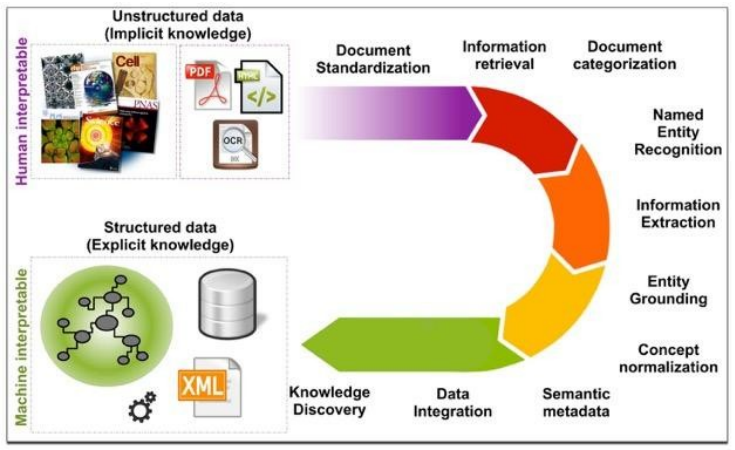 Unstructured data
(Implicit knowledge)
Human interpretable
Cell
PNAS
Science
PDF
HTML
</>
OCR
Document
Standardization
Information
retrieval
Document
categorization
Named
Entity
Recognition
Information
Extraction
Entity
Grounding
Concept
normalization
Semantic
metadata
Data
Integration
Knowledge
Discovery
Structured data
(Explicit knowledge)
Machine interpretable
XML